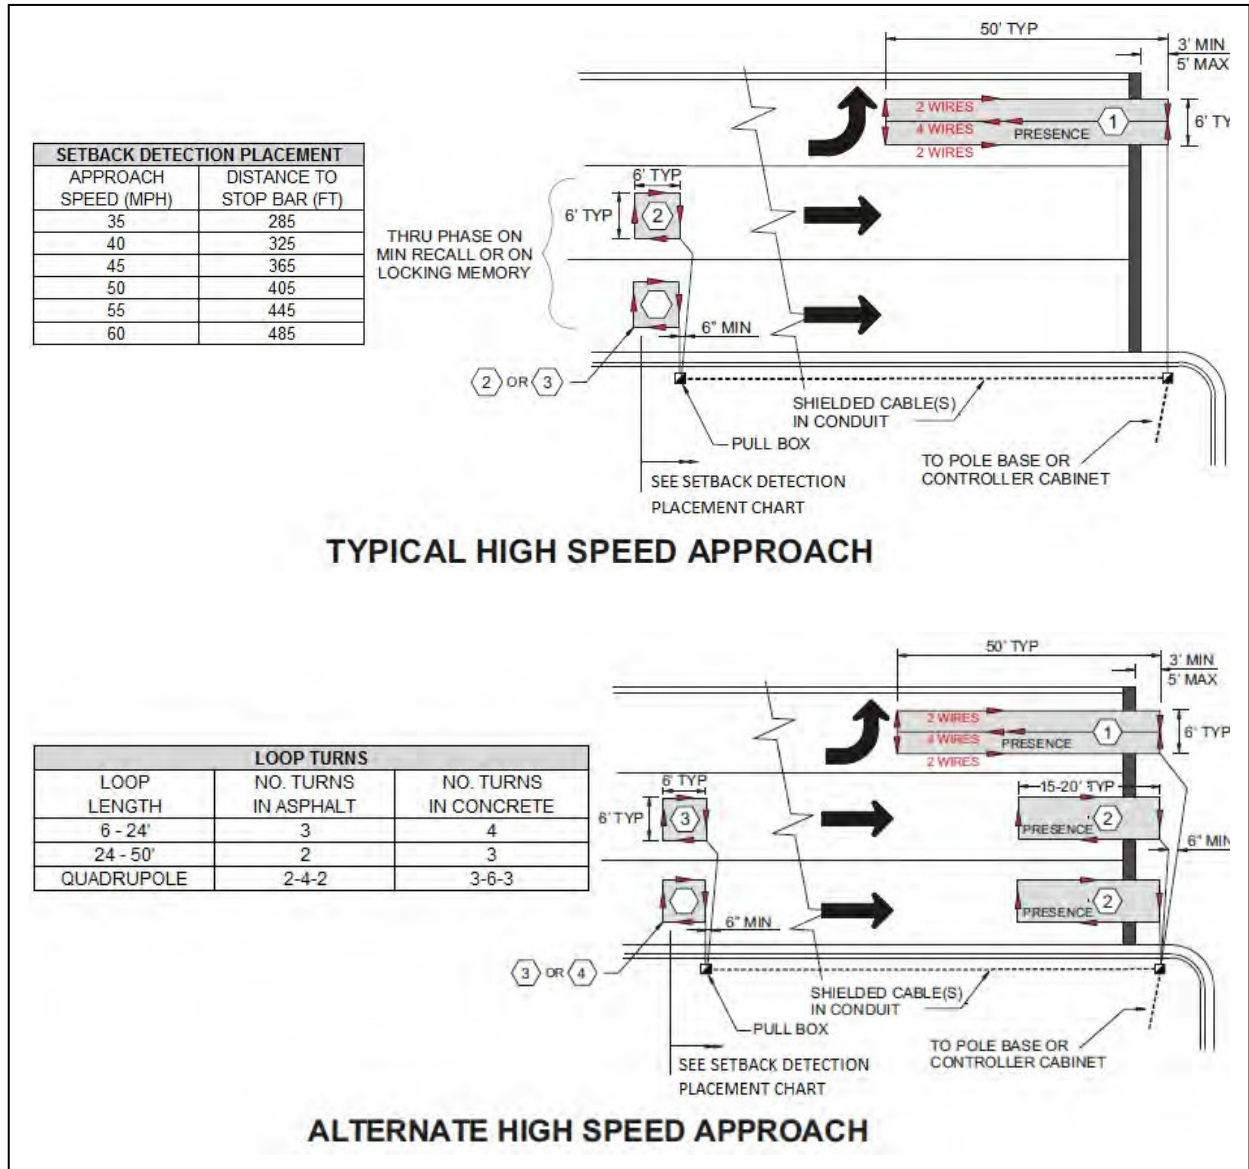 50' TYP
3' MIN
5' MAX
2 WIRES
4 WIRES
PRESENCE
1
6' TY
2 WIRES
SETBACK DETECTION PLACEMENT
APPROACH SPEED (MPH) DISTANCE TO STOP BAR (FT)
35 285
40 325
45 365
50 405
55 445
60 485
THRU PHASE ON
MIN RECALL OR ON
LOCKING MEMORY
6' TYP
6' TYP
2
6" MIN
2 OR 3
SHIELDED CABLE(S)
IN CONDUIT
PULL BOX
TO POLE BASE OR
CONTROLLER CABINET
SEE SETBACK DETECTION
PLACEMENT CHART
TYPICAL HIGH SPEED APPROACH
50' TYP
3' MIN
5' MAX
2 WIRES
4 WIRES
PRESENCE
1
6' TYP
2 WIRES
LOOP TURNS
LOOP LENGTH NO. TURNS IN ASPHALT NO. TURNS IN CONCRETE
6 - 24' 3 4
24 - 50' 2 3
QUADRUPOLE 2-4-2 3-6-3
6' TYP
6' TYP
3
15-20' TYP
PRESENCE
2
6" MIN
PRESENCE
2
6" MIN
3 OR 4
SHIELDED CABLE(S)
IN CONDUIT
PULL BOX
TO POLE BASE OR
CONTROLLER CABINET
SEE SETBACK DETECTION
PLACEMENT CHART
ALTERNATE HIGH SPEED APPROACH